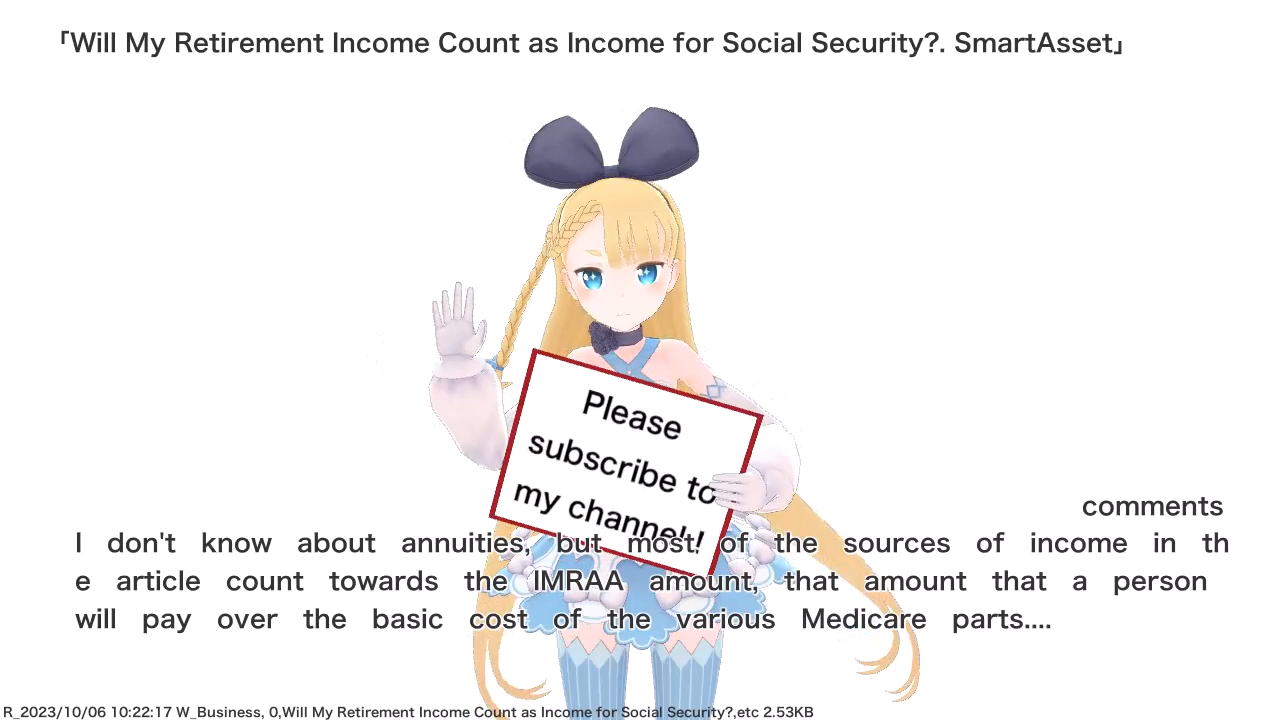 「Will My Retirement Income Count as Income for Social Security?. SmartAsset」
Please
subscribe to
my channel!!
comments
I don't know about annuities, but most of the sources of income in th
e article count towards the IMRAA amount, that amount that a person
will pay over the basic cost of the various Medicare parts....
R_2023/10/06 10:22:17 W_Business, 0,Will My Retirement Income Count as Income for Social Security?,etc 2.53KB